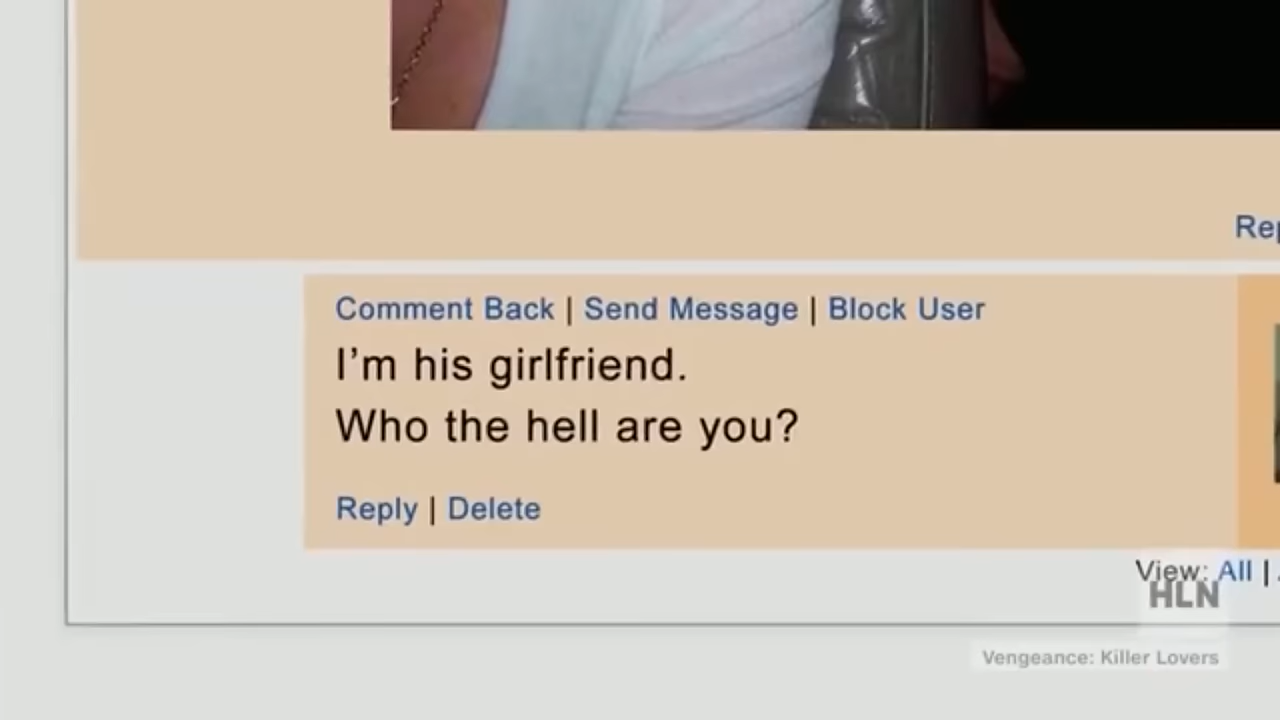 Rep
Comment Back | Send Message | Block User
I'm his girlfriend.
Who the hell are you?
Reply | Delete
View: All |
HLN
Vengeance: Killer Lovers